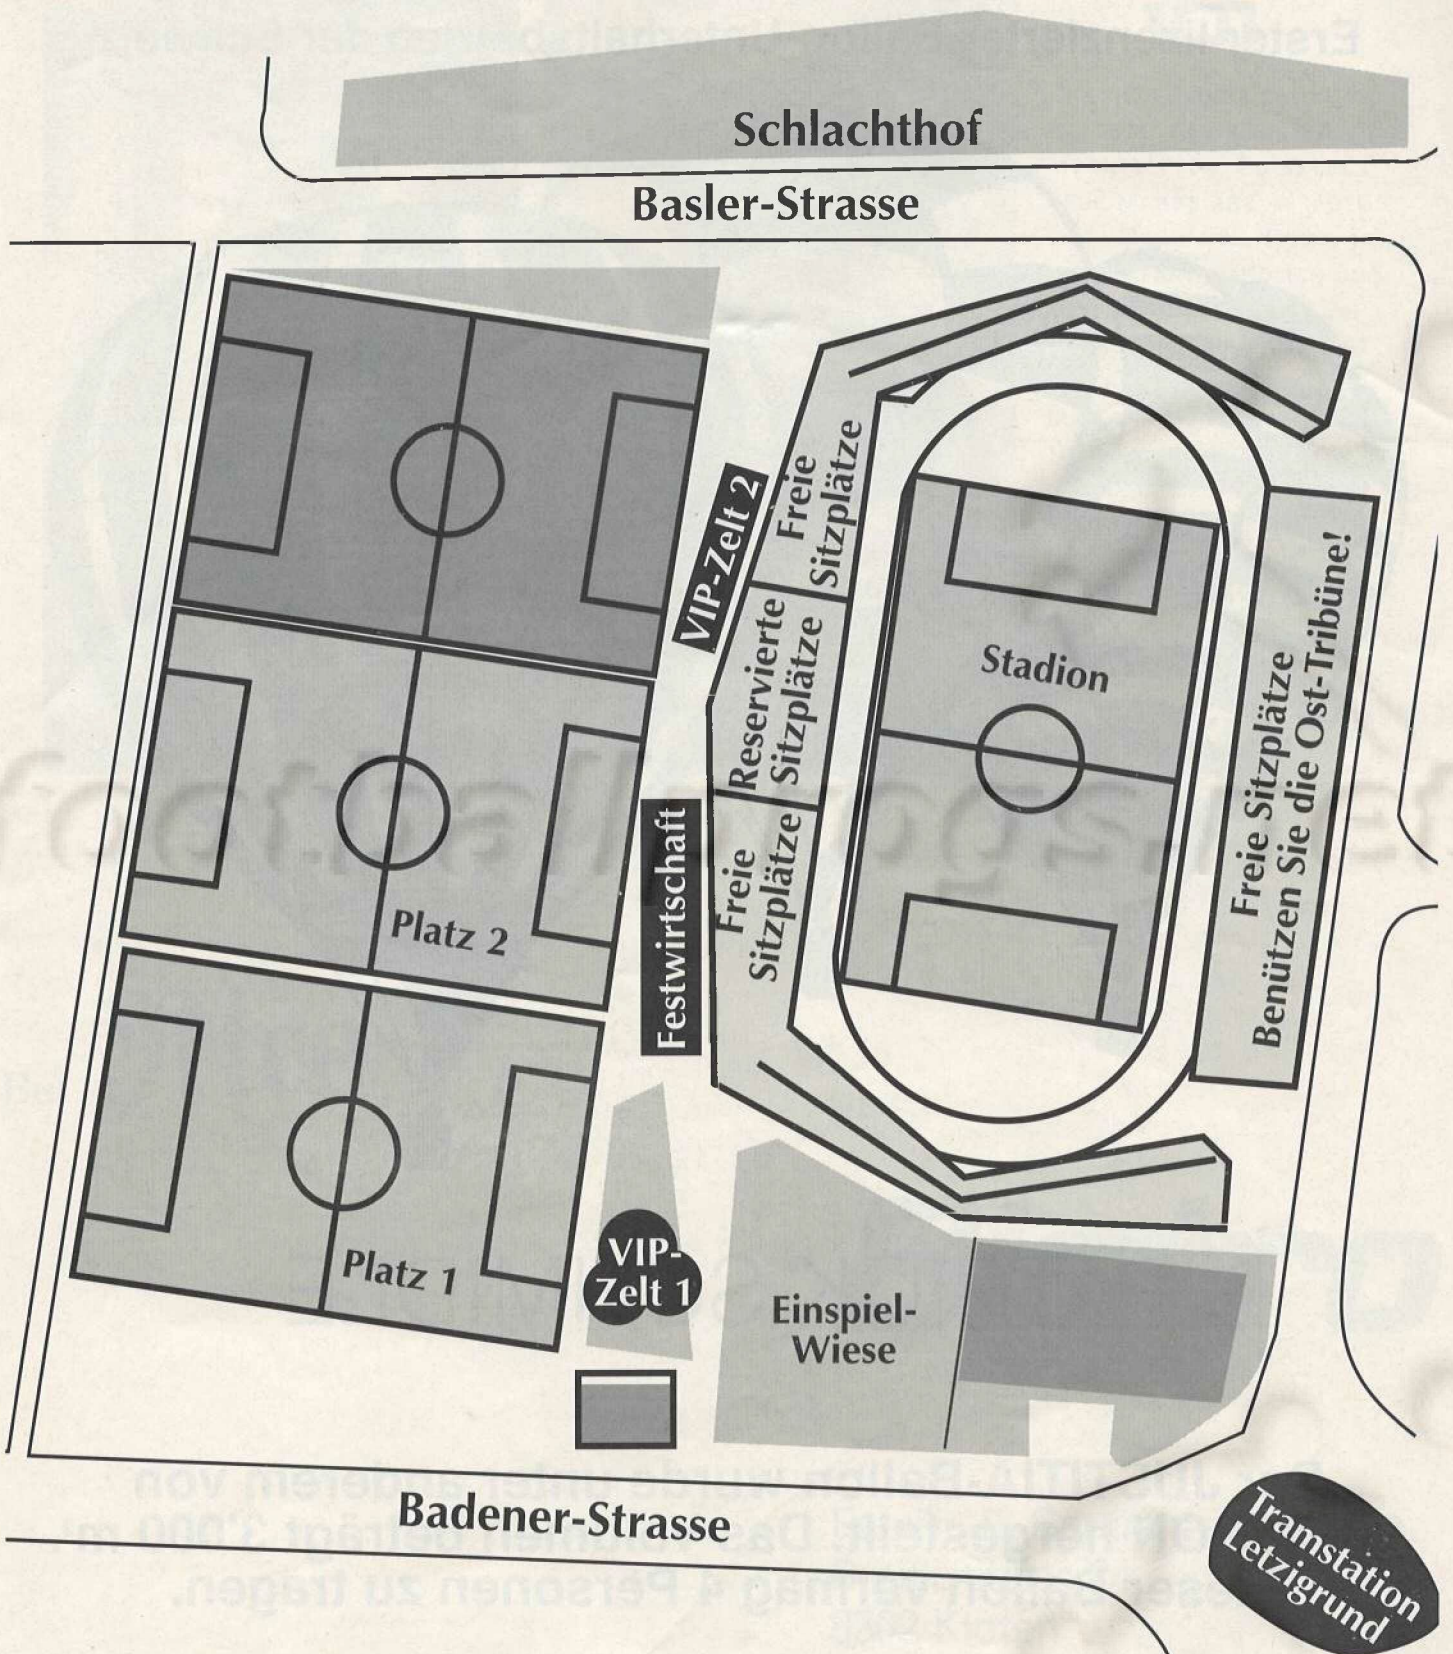 Schlachthof
Basler-Strasse
VIP-Zelt 2
Freie
Sitzplätze
Reservierte
Sitzplätze
Freie
Sitzplätze
Stadion
Freie Sitzplätze
Benützen Sie die Ost-Tribüne!
Festwirtschaft
Platz 2
Platz 1
VIP-
Zelt 1
Einspiel-
Wiese
Badener-Strasse
Tramstation
Letzigrund